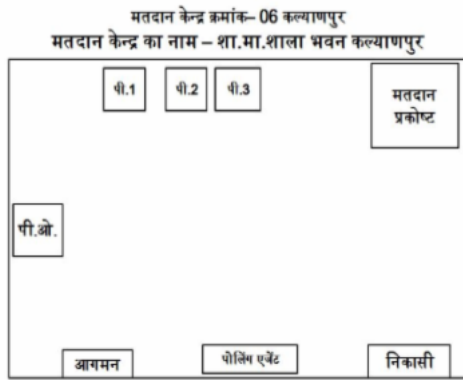 मतदान केन्द्र क्रमांक– 06 कल्याणपुर
मतदान केन्द्र का नाम – शा.मा.शाला भवन कल्याणपुर
पी.1 पी.2 पी.3
मतदान
प्रकोष्ट
पी.ओ.
आगमन पोलिंग एजेंट निकासी